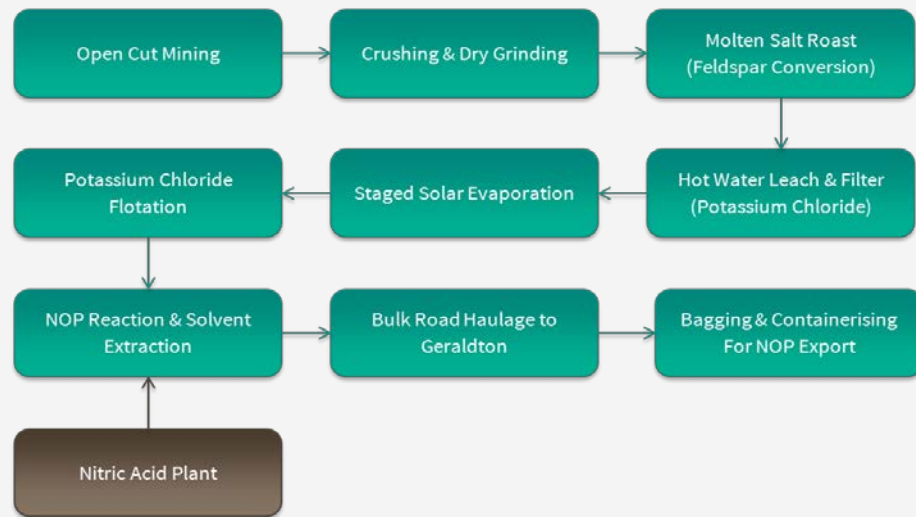 Open Cut Mining
Crushing & Dry Grinding
Molten Salt Roast
(Feldspar Conversion)
Hot Water Leach & Filter
(Potassium Chloride)
Staged Solar Evaporation
Potassium Chloride
Flotation
NOP Reaction & Solvent
Extraction
Bulk Road Haulage to
Geraldton
Bagging & Containerising
For NOP Export
Nitric Acid Plant